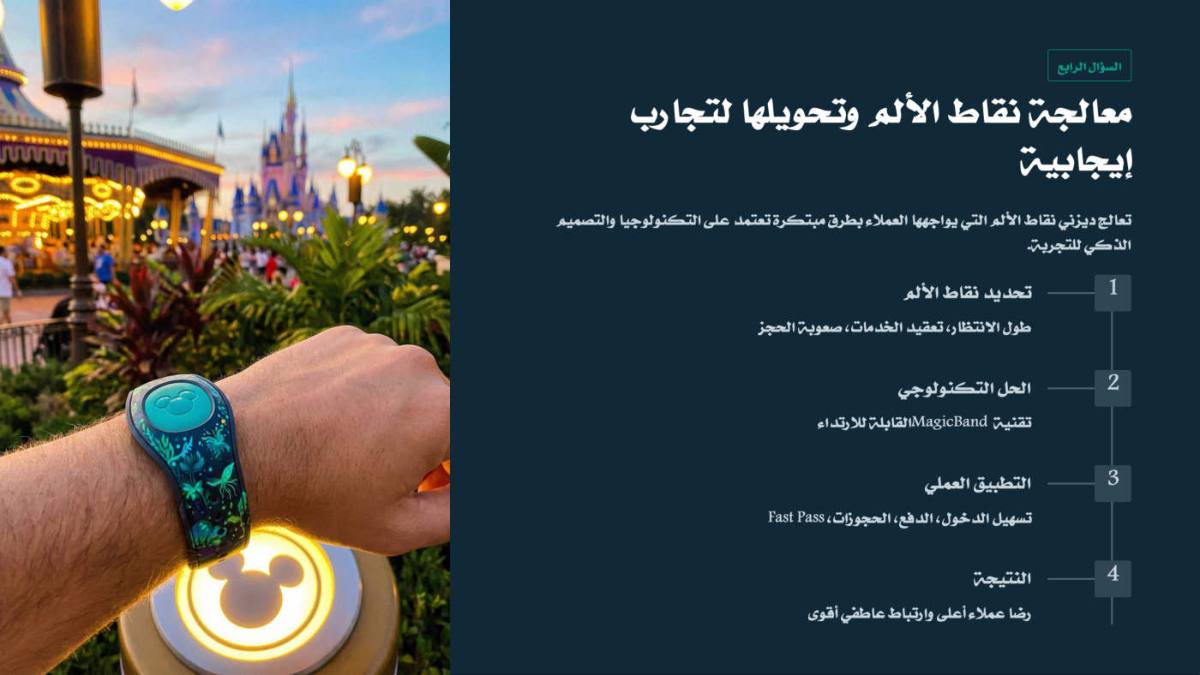 السؤال الرابع
معالجة نقاط الألم وتحويلها لتجارب
إيجابية
تعالج ديزني نقاط الألم التي يواجهها العملاء بطرق مبتكرة تعتمد على التكنولوجيا والتصميم
الذكي للتجربة.
1
تحديد نقاط الألم
طول الانتظار، تعقيد الخدمات، صعوبة الحجز
2
الحل التكنولوجي
تقنية MagicBandالقابلة للارتداء
3
التطبيق العملي
تسهيل الدخول، الدفع، الحجوزات، Fast Pass
4
النتيجة
رضا عملاء أعلى وارتباط عاطفي أقوى